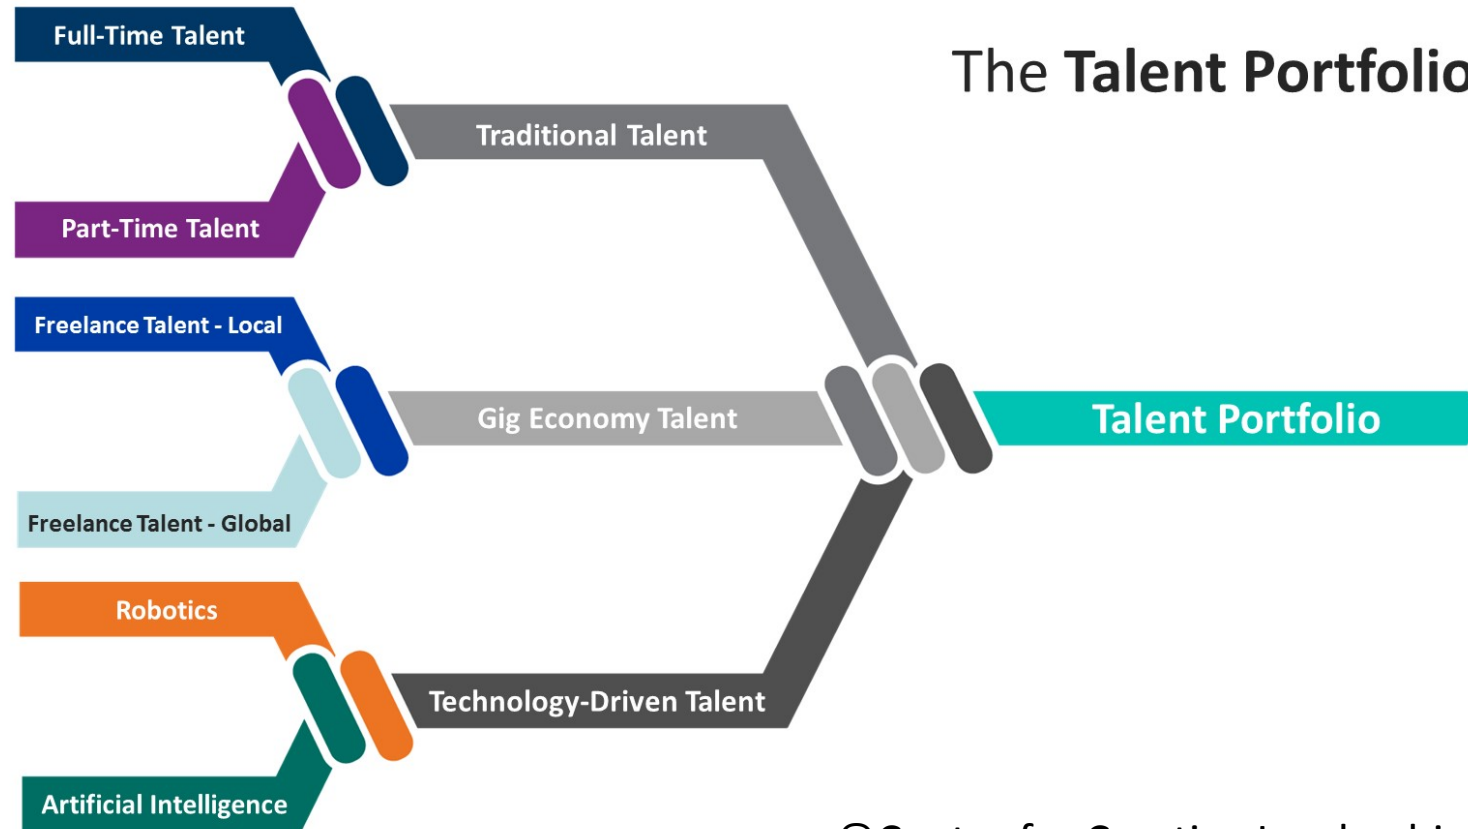 The Talent Portfolio
Full-Time Talent
Traditional Talent
Part-Time Talent
Freelance Talent - Local
Gig Economy Talent
Talent Portfolio
Freelance Talent - Global
Robotics
Technology-Driven Talent
Artificial Intelligence